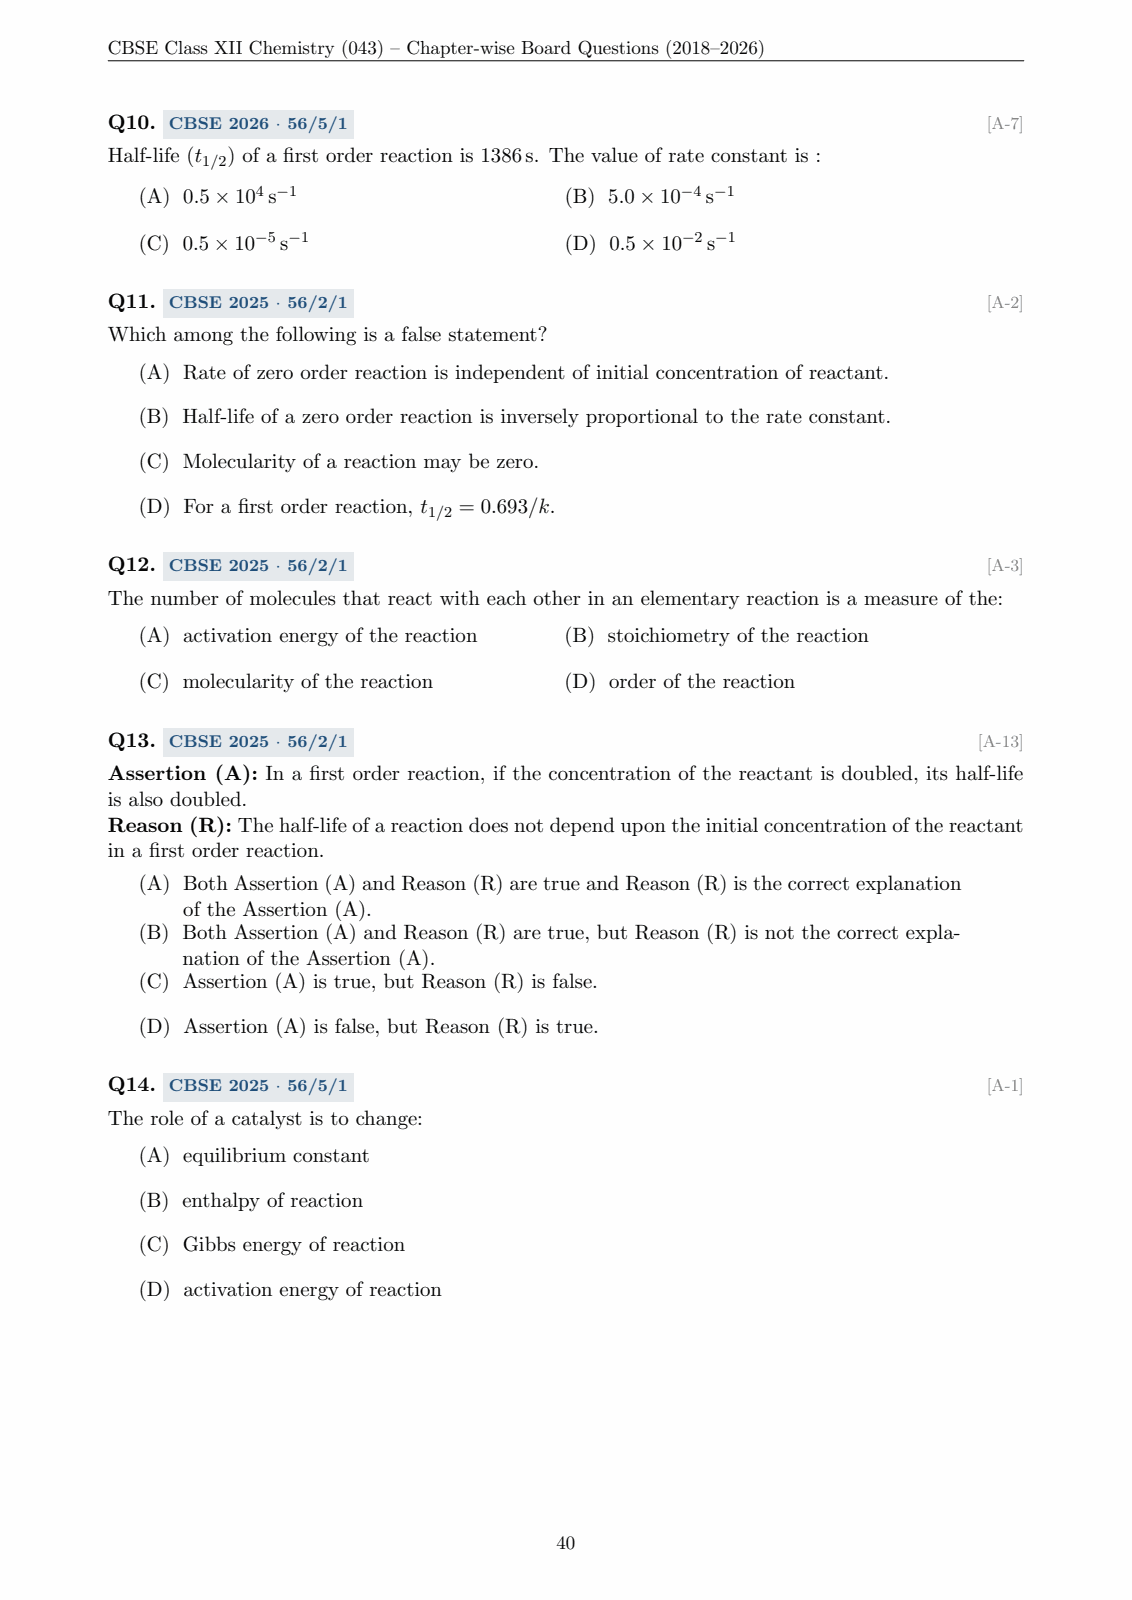 CBSE Class XII Chemistry (043) – Chapter-wise Board Questions (2018–2026)
Q10. CBSE 2026 · 56/5/1 [A-7]
Half-life (t₁/₂) of a first order reaction is 1386 s. The value of rate constant is :
(A) 0.5 × 10⁴ s⁻¹ (B) 5.0 × 10⁻⁴ s⁻¹
(C) 0.5 × 10⁻⁵ s⁻¹ (D) 0.5 × 10⁻² s⁻¹
Q11. CBSE 2025 · 56/2/1 [A-2]
Which among the following is a false statement?
(A) Rate of zero order reaction is independent of initial concentration of reactant.
(B) Half-life of a zero order reaction is inversely proportional to the rate constant.
(C) Molecularity of a reaction may be zero.
(D) For a first order reaction, t₁/₂ = 0.693/k.
Q12. CBSE 2025 · 56/2/1 [A-3]
The number of molecules that react with each other in an elementary reaction is a measure of the:
(A) activation energy of the reaction (B) stoichiometry of the reaction
(C) molecularity of the reaction (D) order of the reaction
Q13. CBSE 2025 · 56/2/1 [A-13]
Assertion (A): In a first order reaction, if the concentration of the reactant is doubled, its half-life
is also doubled.
Reason (R): The half-life of a reaction does not depend upon the initial concentration of the reactant
in a first order reaction.
(A) Both Assertion (A) and Reason (R) are true and Reason (R) is the correct explanation
of the Assertion (A).
(B) Both Assertion (A) and Reason (R) are true, but Reason (R) is not the correct expla-
nation of the Assertion (A).
(C) Assertion (A) is true, but Reason (R) is false.
(D) Assertion (A) is false, but Reason (R) is true.
Q14. CBSE 2025 · 56/5/1 [A-1]
The role of a catalyst is to change:
(A) equilibrium constant
(B) enthalpy of reaction
(C) Gibbs energy of reaction
(D) activation energy of reaction
40